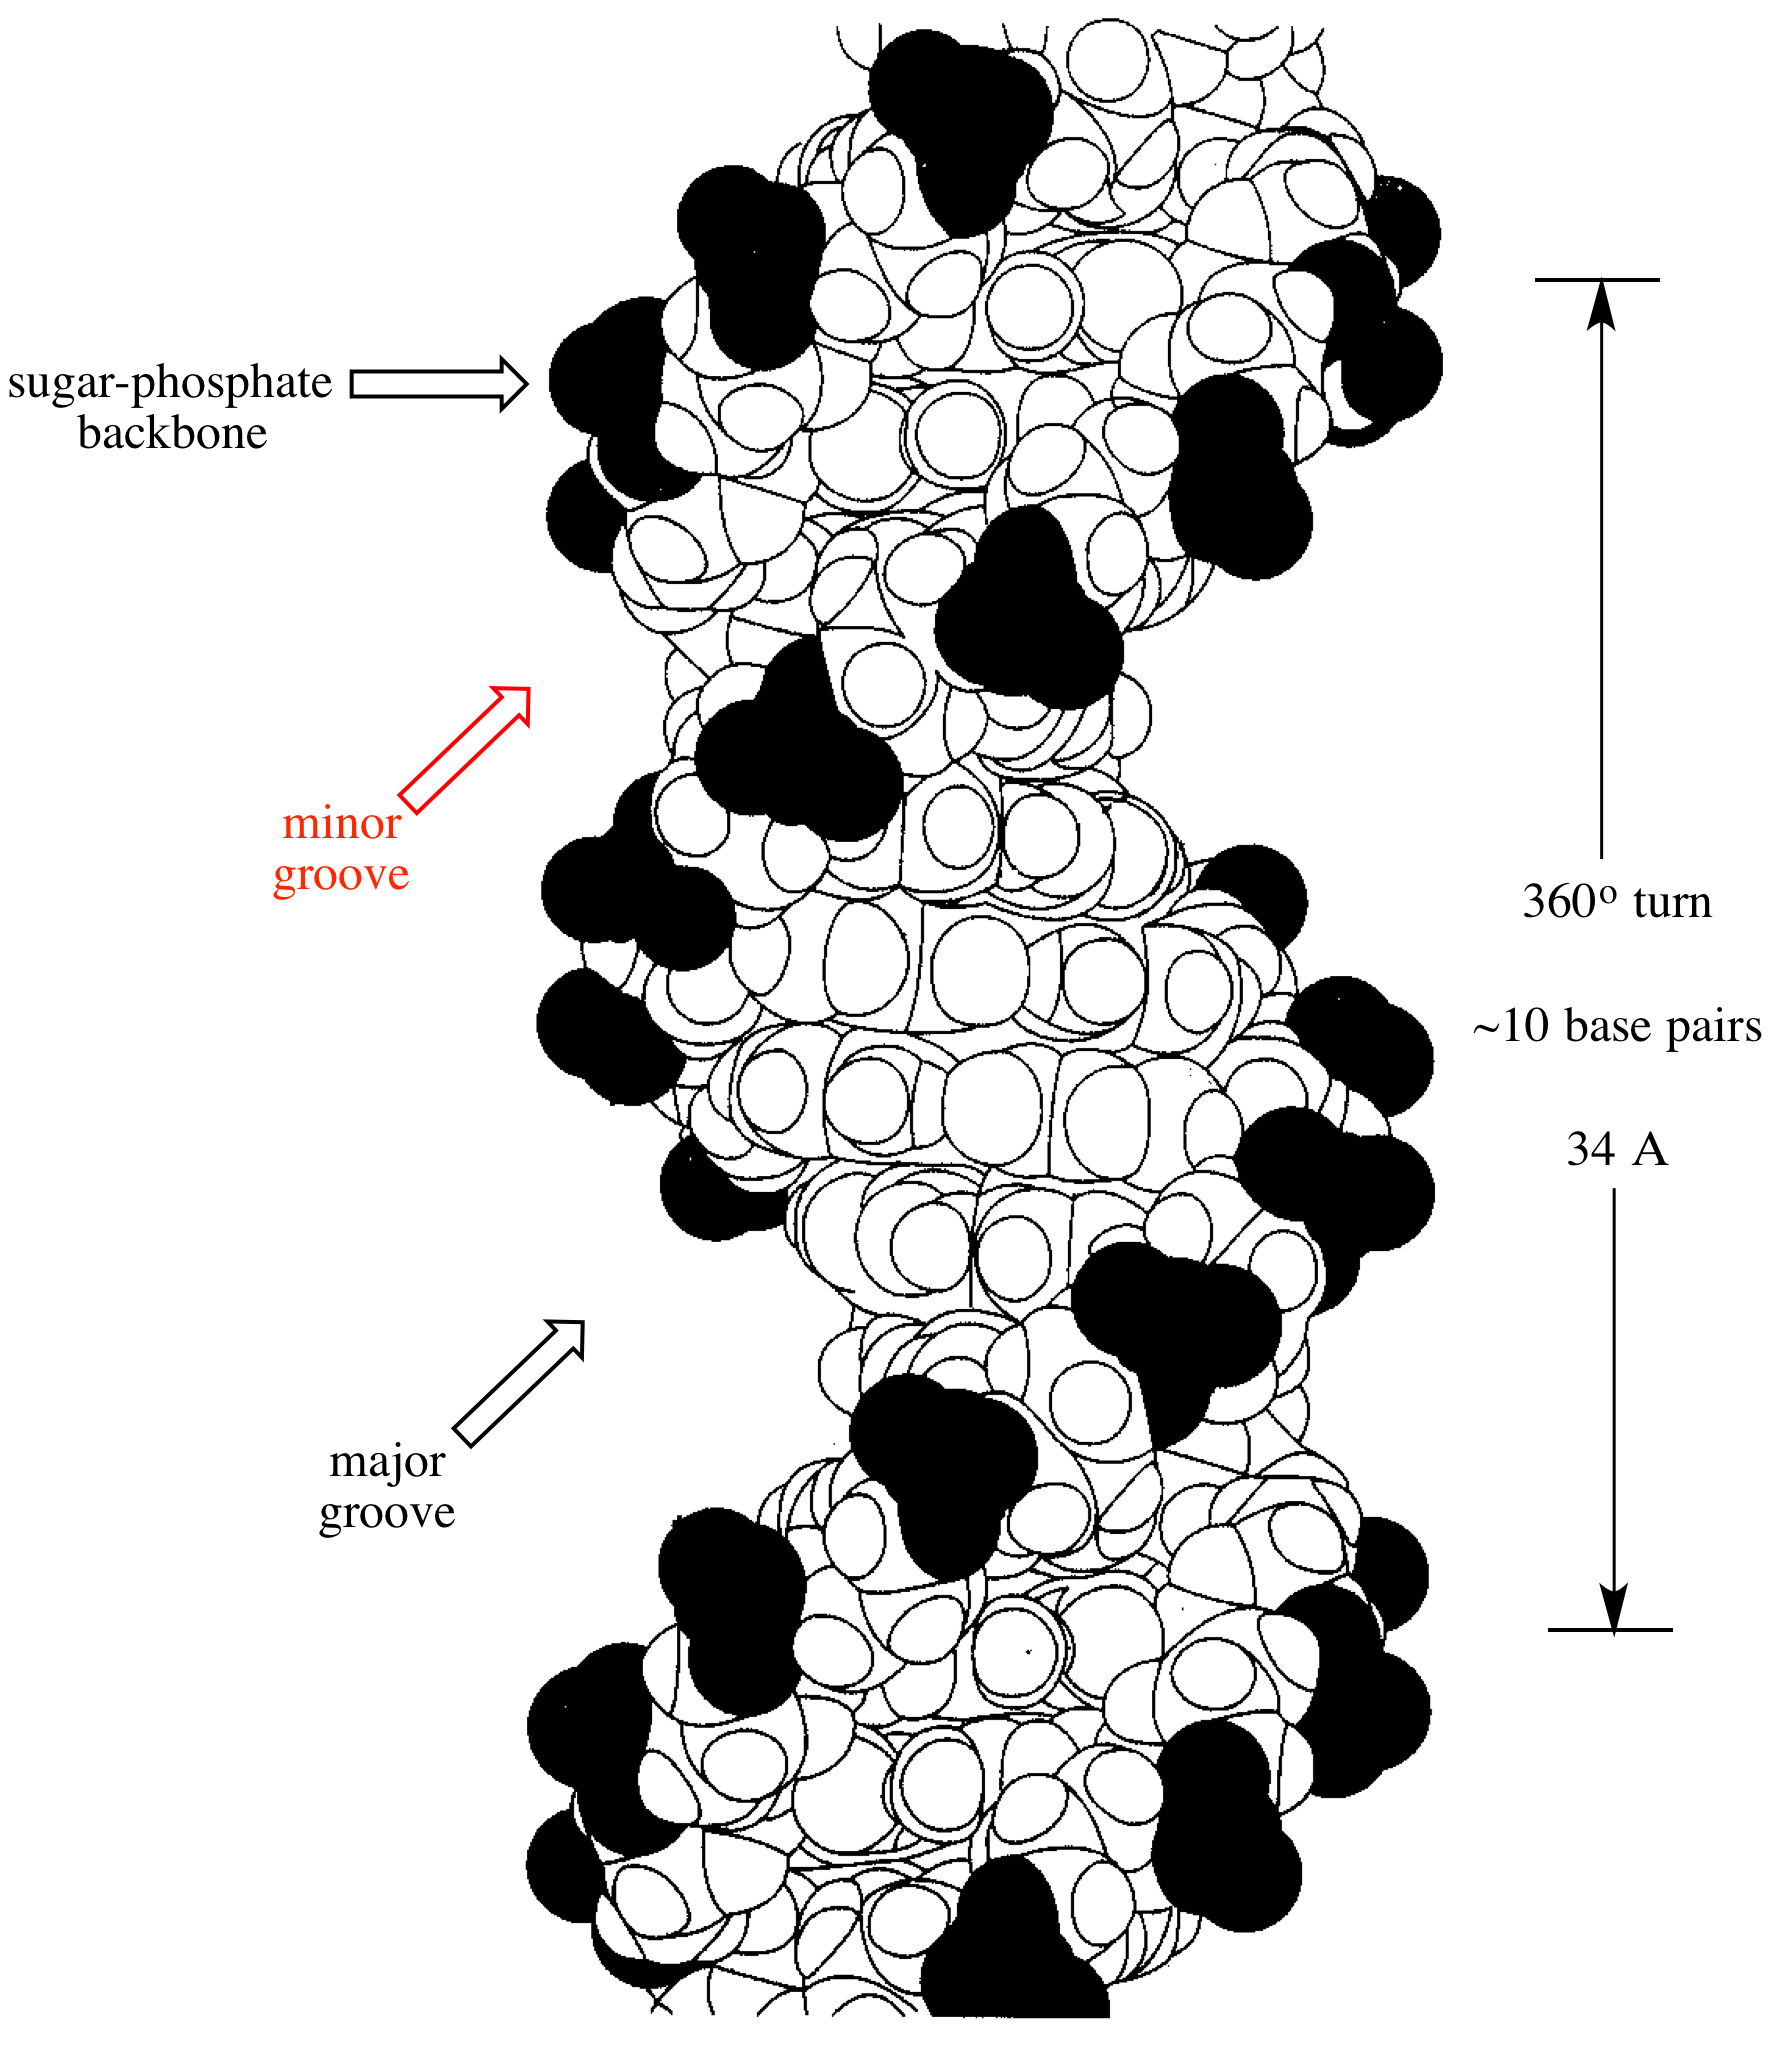 sugar-phosphate
backbone
minor
groove
360º turn
~10 base pairs
34 A
major
groove